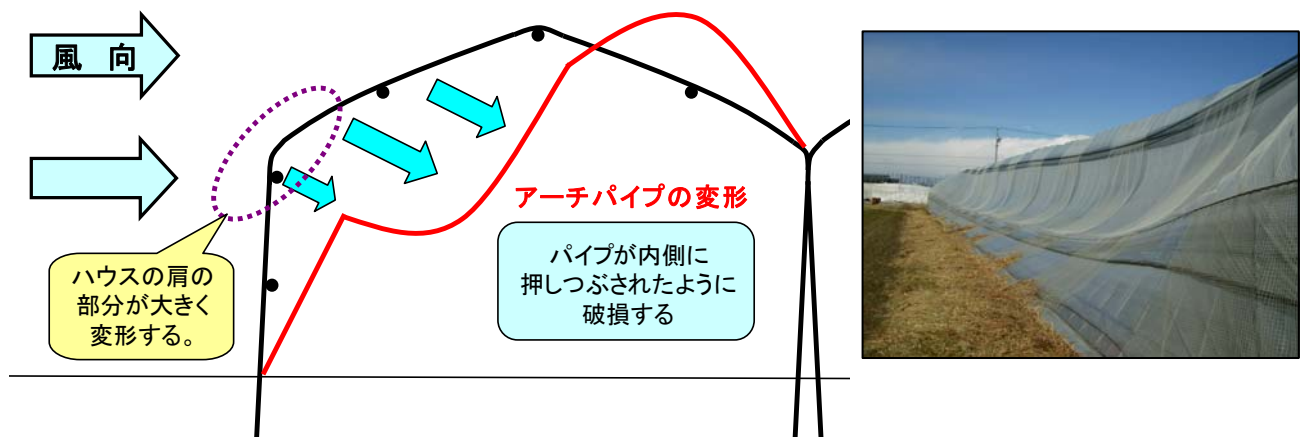 風 向
アーチパイプの変形
ハウスの肩の
部分が大きく
変形する。
パイプが内側に
押しつぶされたように
破損する